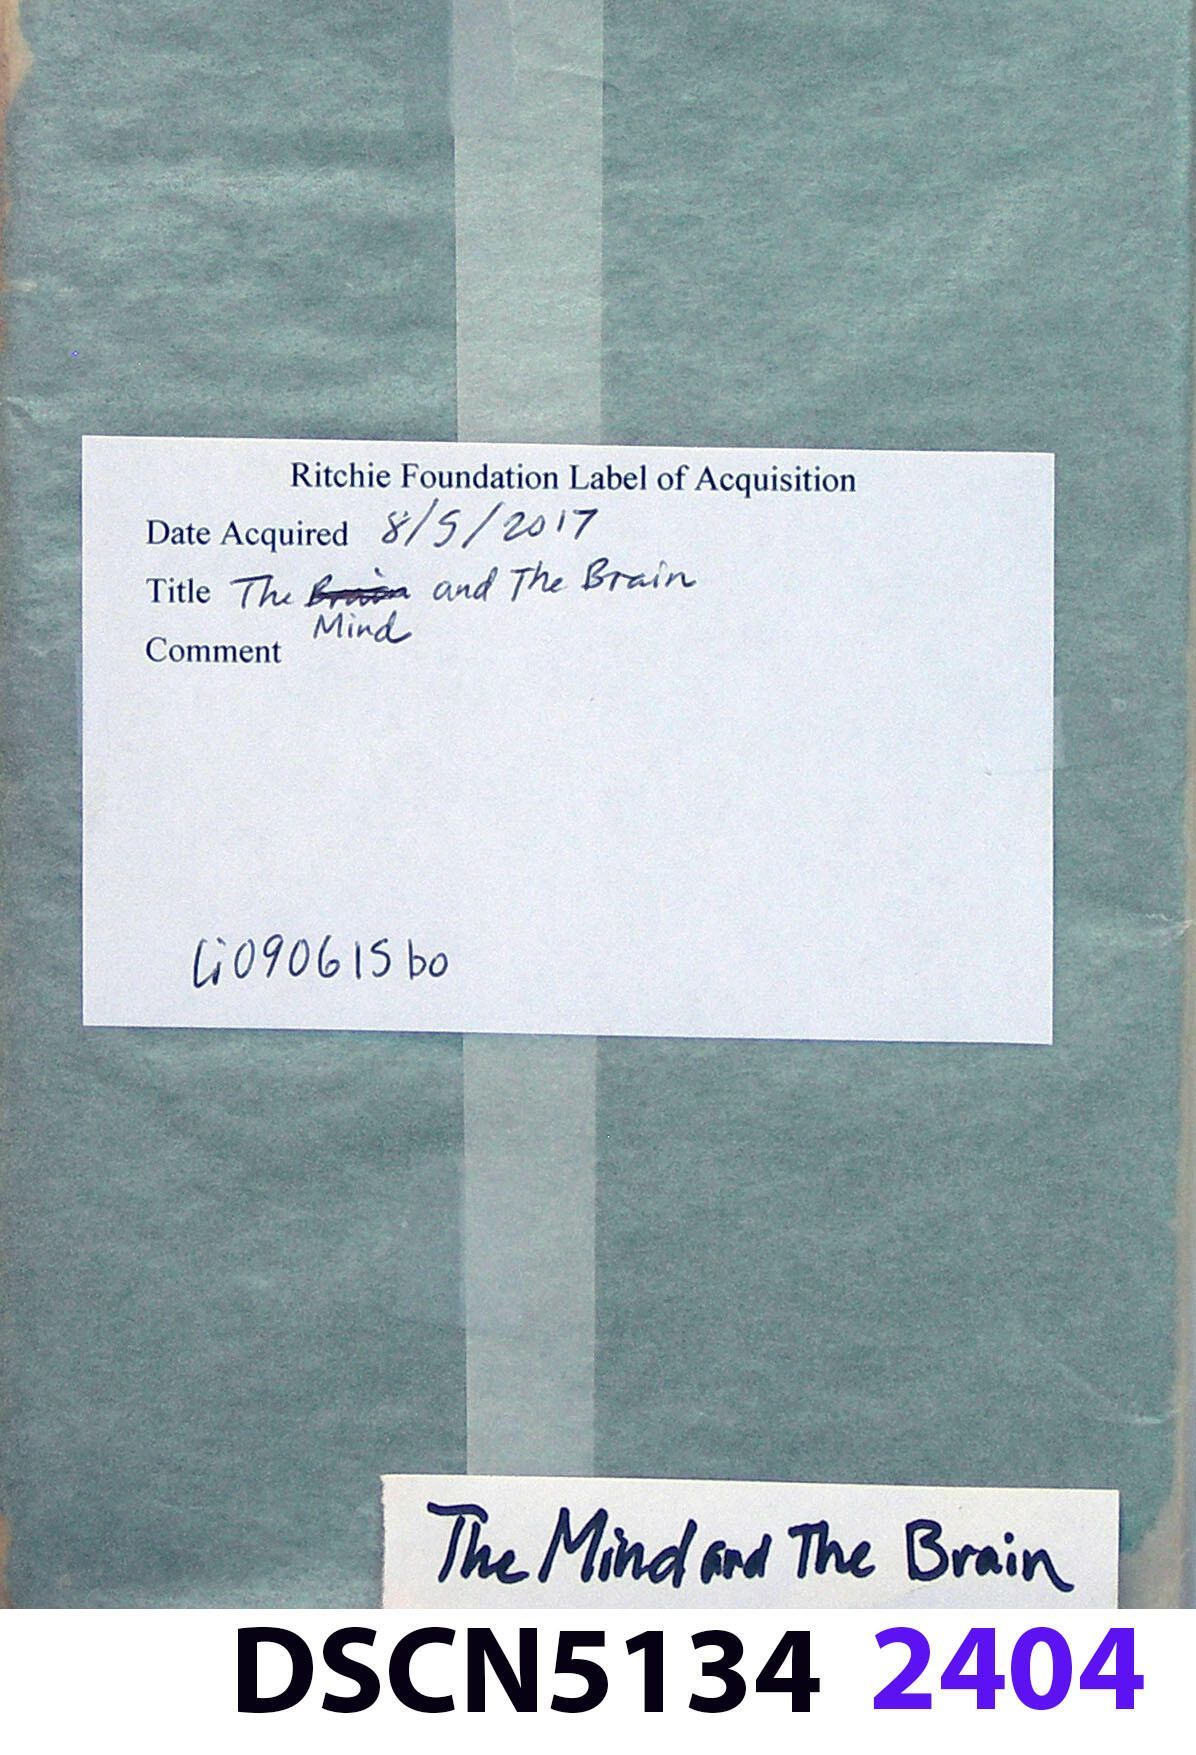 Ritchie Foundation Label of Acquisition
Date Acquired 8/5/2017
Title The Brain and The Brain
Mind
Comment
Li090615bo
The Mind and The Brain
DSCN5134 2404